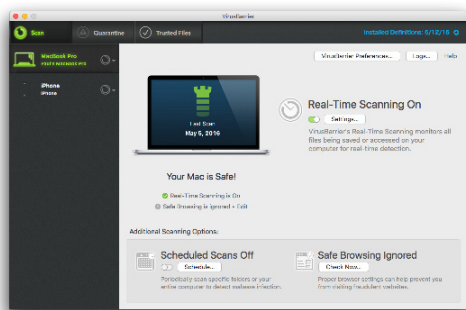 VirusBarrier
Scan
Quarantine
Trusted Files
Installed Definitions: 5/12/16
MacBook Pro
VirusBarrier Preferences...
Logs...
Help
iPhone
iPhone
Last Scan
May 5, 2016
Real-Time Scanning On
Settings...
VirusBarrier's Real-Time Scanning monitors all
files being saved or accessed on your
computer for real-time detection.
Your Mac is Safe!
Real-Time Scanning is On
Safe Browsing is Ignored • Edit
Additional Scanning Options:
Scheduled Scans Off
Schedule...
Periodically scan specific folders or your
entire computer to detect malware infection.
Safe Browsing Ignored
Check Now...
Proper browser settings can help prevent you
from visiting fraudulent websites.